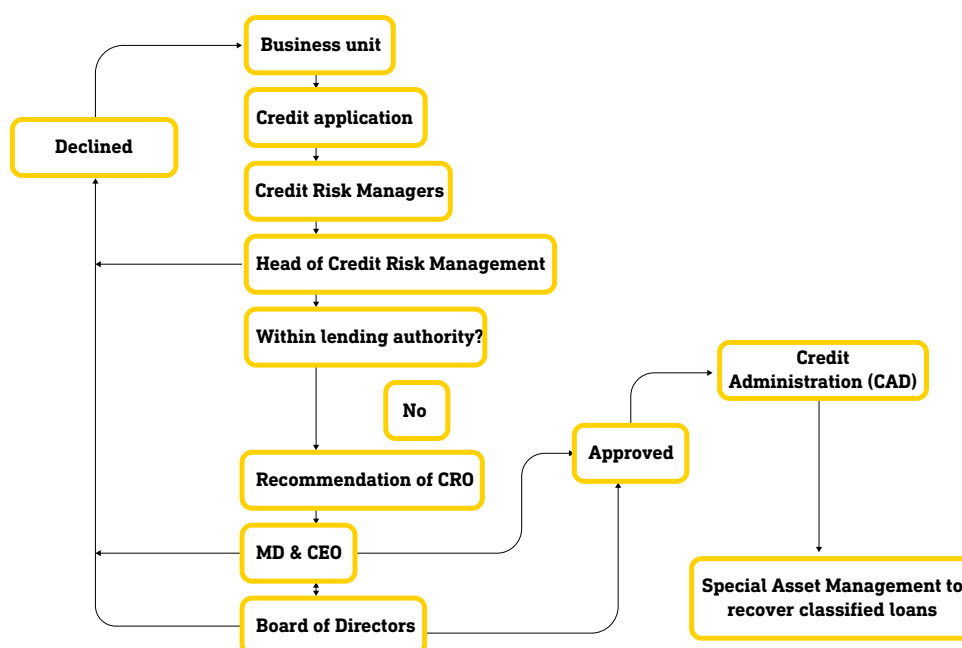 Business unit
Credit application
Declined
Credit Risk Managers
Head of Credit Risk Management
Within lending authority?
Credit
Administration (CAD)
No
Approved
Recommendation of CRO
MD & CEO
Special Asset Management to
recover classified loans
Board of Directors